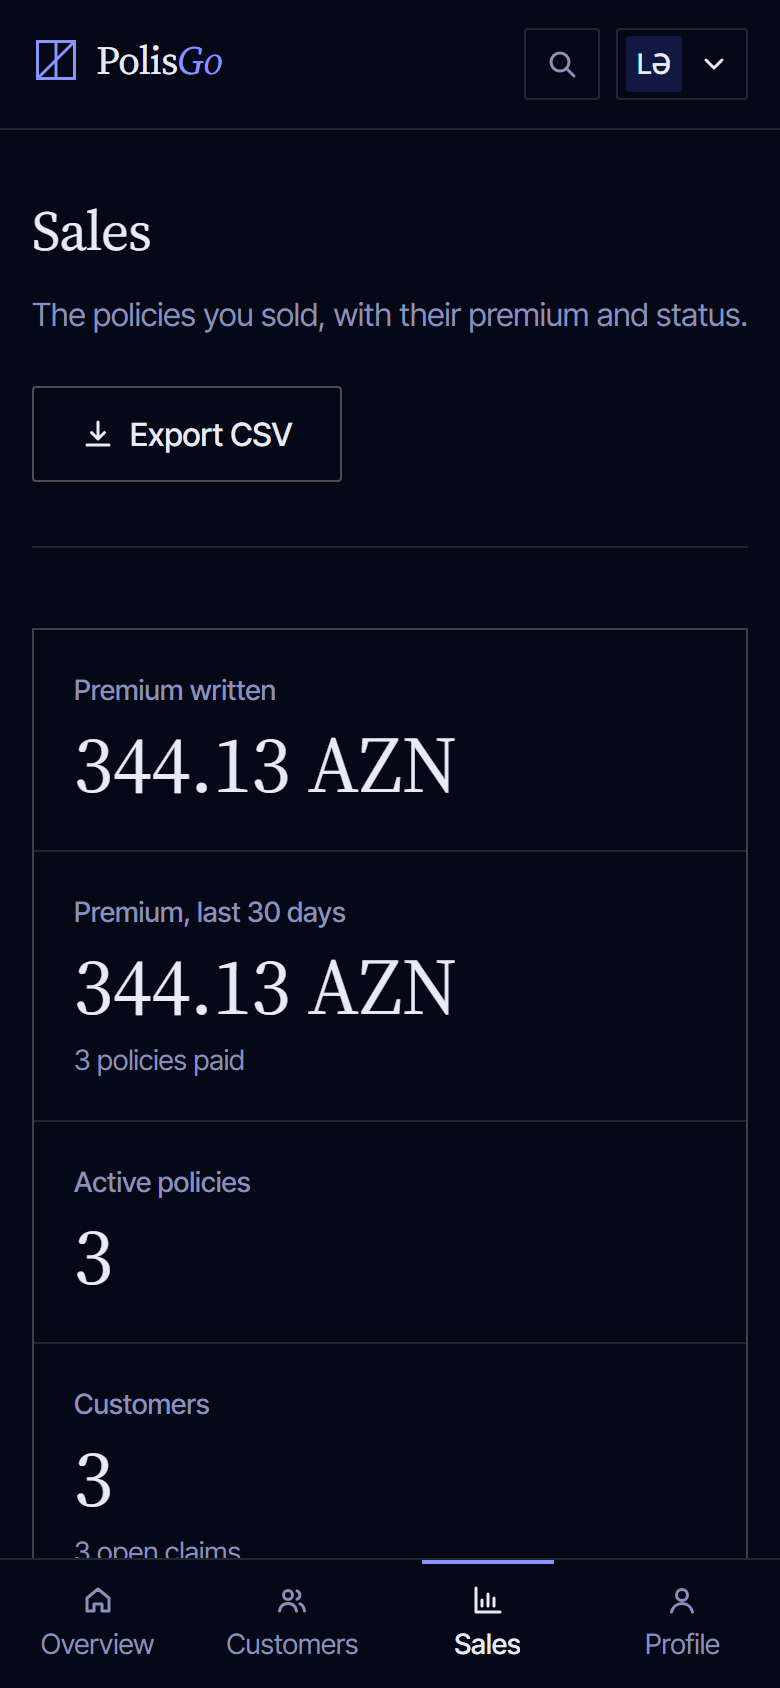 PolisGo
LƏ
Sales
The policies you sold, with their premium and status.
Export CSV
Premium written
344.13 AZN
Premium, last 30 days
344.13 AZN
3 policies paid
Active policies
3
Customers
3
3 open claims
Overview
Customers
Sales
Profile